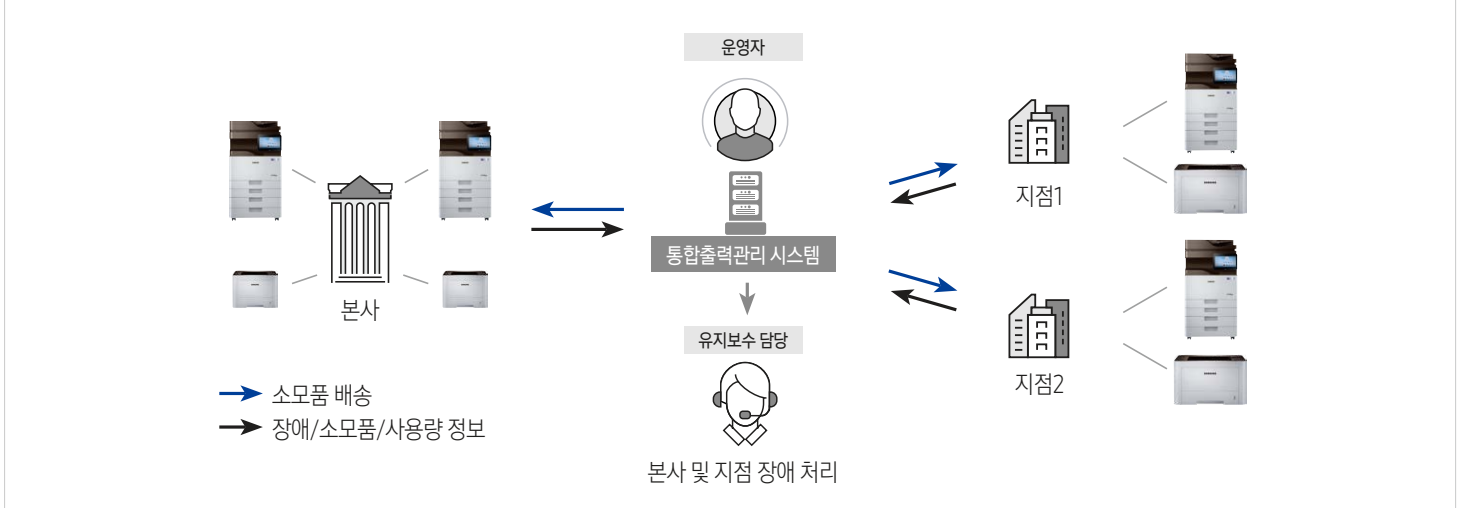 운영자
통합출력관리 시스템
본사
지점1
지점2
유지보수 담당
본사 및 지점 장애 처리
소모품 배송
장애/소모품/사용량 정보
SAMSUNG
SAMSUNG